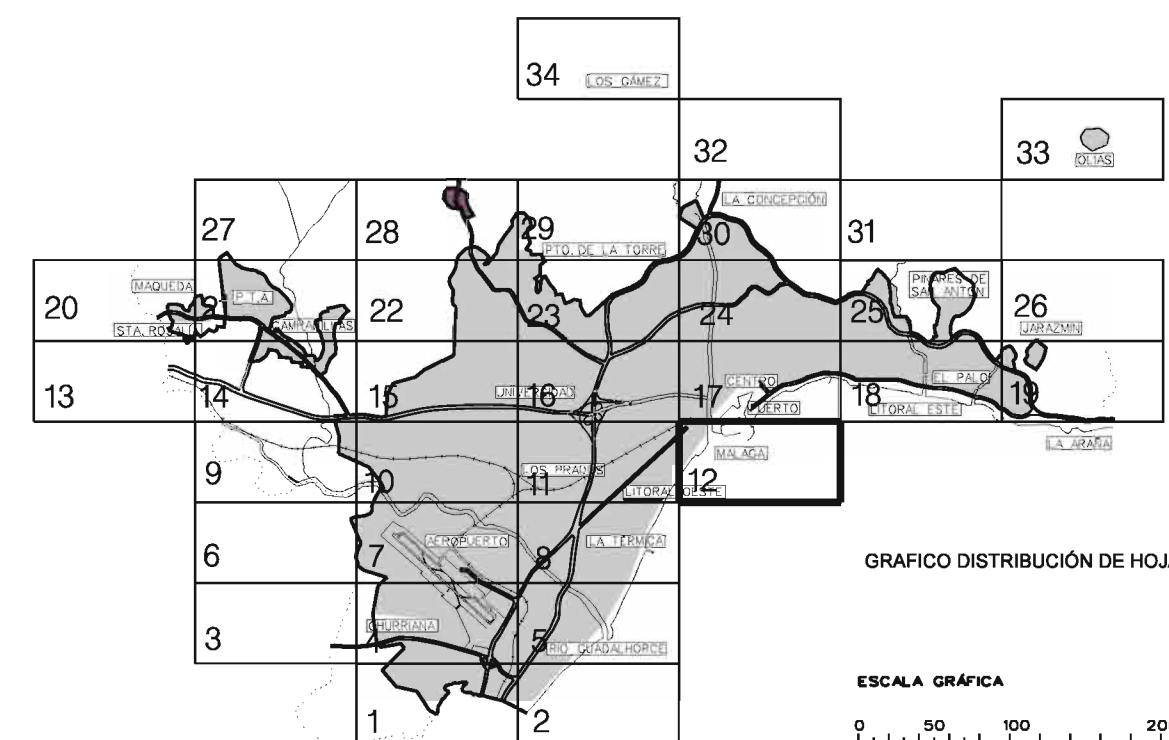 34 LOS GÁMEZ
32
33
OLIAS
LA CONCEPCIÓN
27 28 29 30 31
PTO. DE LA TORRE
MAQUEDA
P.T.A.
PINARES DE
SAN ANTÓN
20 21 22 23 24 25 26
STA. ROSALÍA
CAMPANILLAS
JARAZMIN
13 14 15 16 17 18 19
UNIVERSIDAD
CENTRO
EL PALO
PUERTO
LITORAL ESTE
LA ARAÑA
MALAGA
9 10 11 12
LOS PRADOS
LITORAL OESTE
6 7 8
AEROPUERTO
LA TÉRMICA
GRAFICO DISTRIBUCIÓN DE HOJA
3 5
CHURRIANA
RIO GUADALHORCE
ESCALA GRÁFICA
1 2
0 50 100 20